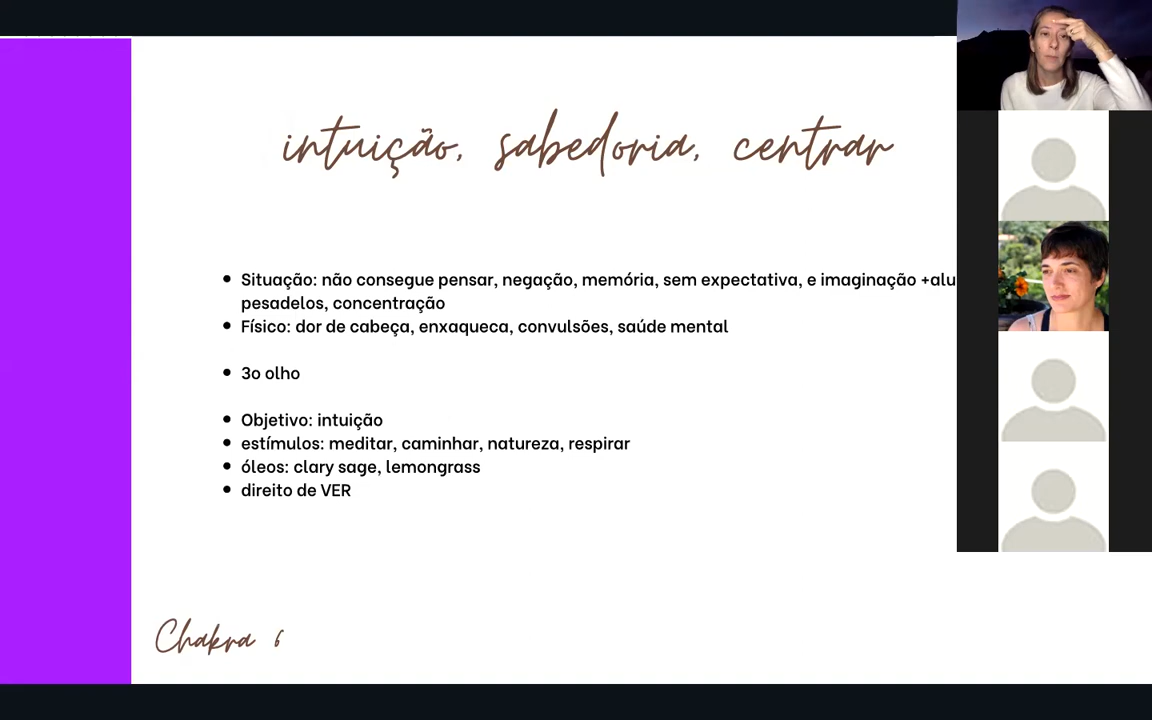 intuição, sabedoria, centrar
Situação: não consegue pensar, negação, memória, sem expectativa, e imaginação
pesadelos, concentração
Físico: dor de cabeça, enxaqueca, convulsões, saúde mental
3o olho
Objetivo: intuição
estímulos: meditar, caminhar, natureza, respirar
óleos: clary sage, lemongrass
direito de VER
Chakra 6